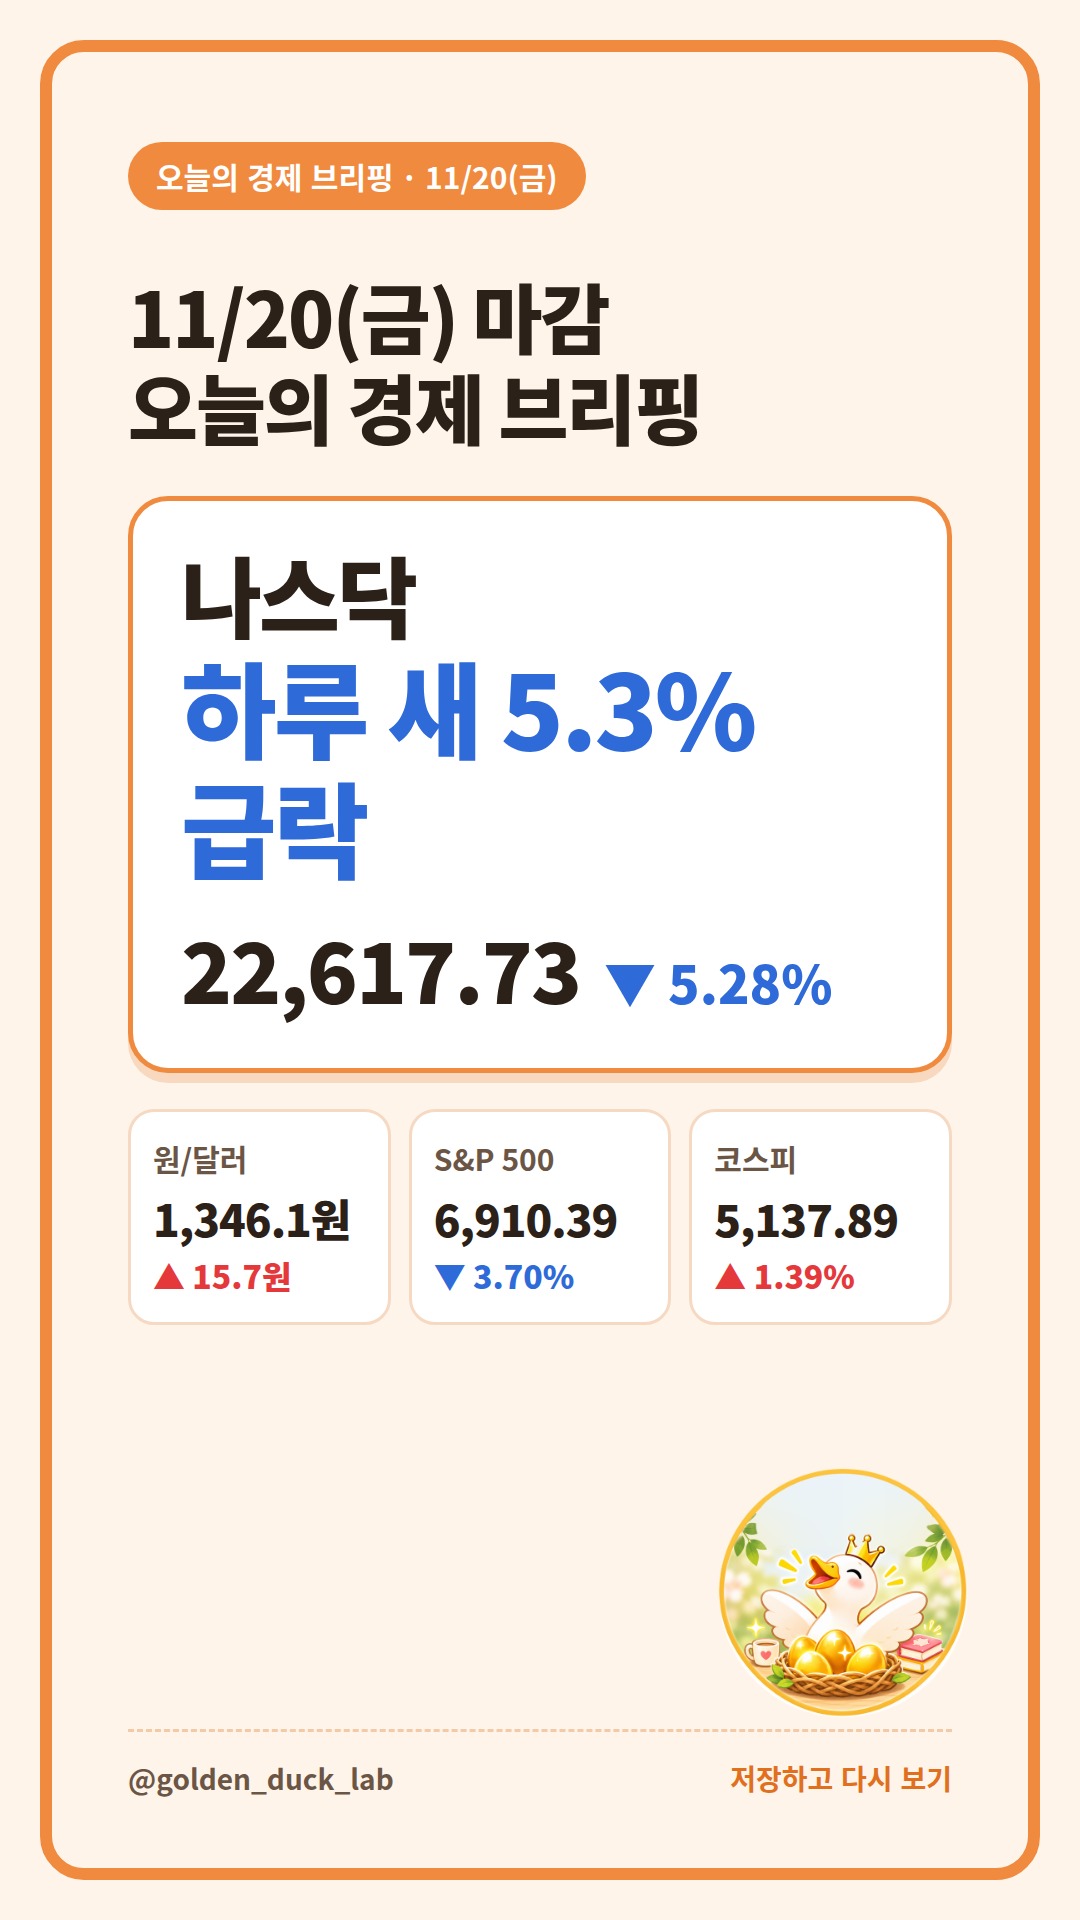 오늘의 경제 브리핑 · 11/20(금)
11/20(금) 마감
오늘의 경제 브리핑
나스닥
하루 새 5.3%
급락
22,617.73 ▼ 5.28%
원/달러
1,346.1원
▲ 15.7원
S&P 500
6,910.39
▼ 3.70%
코스피
5,137.89
▲ 1.39%
@golden_duck_lab
저장하고 다시 보기